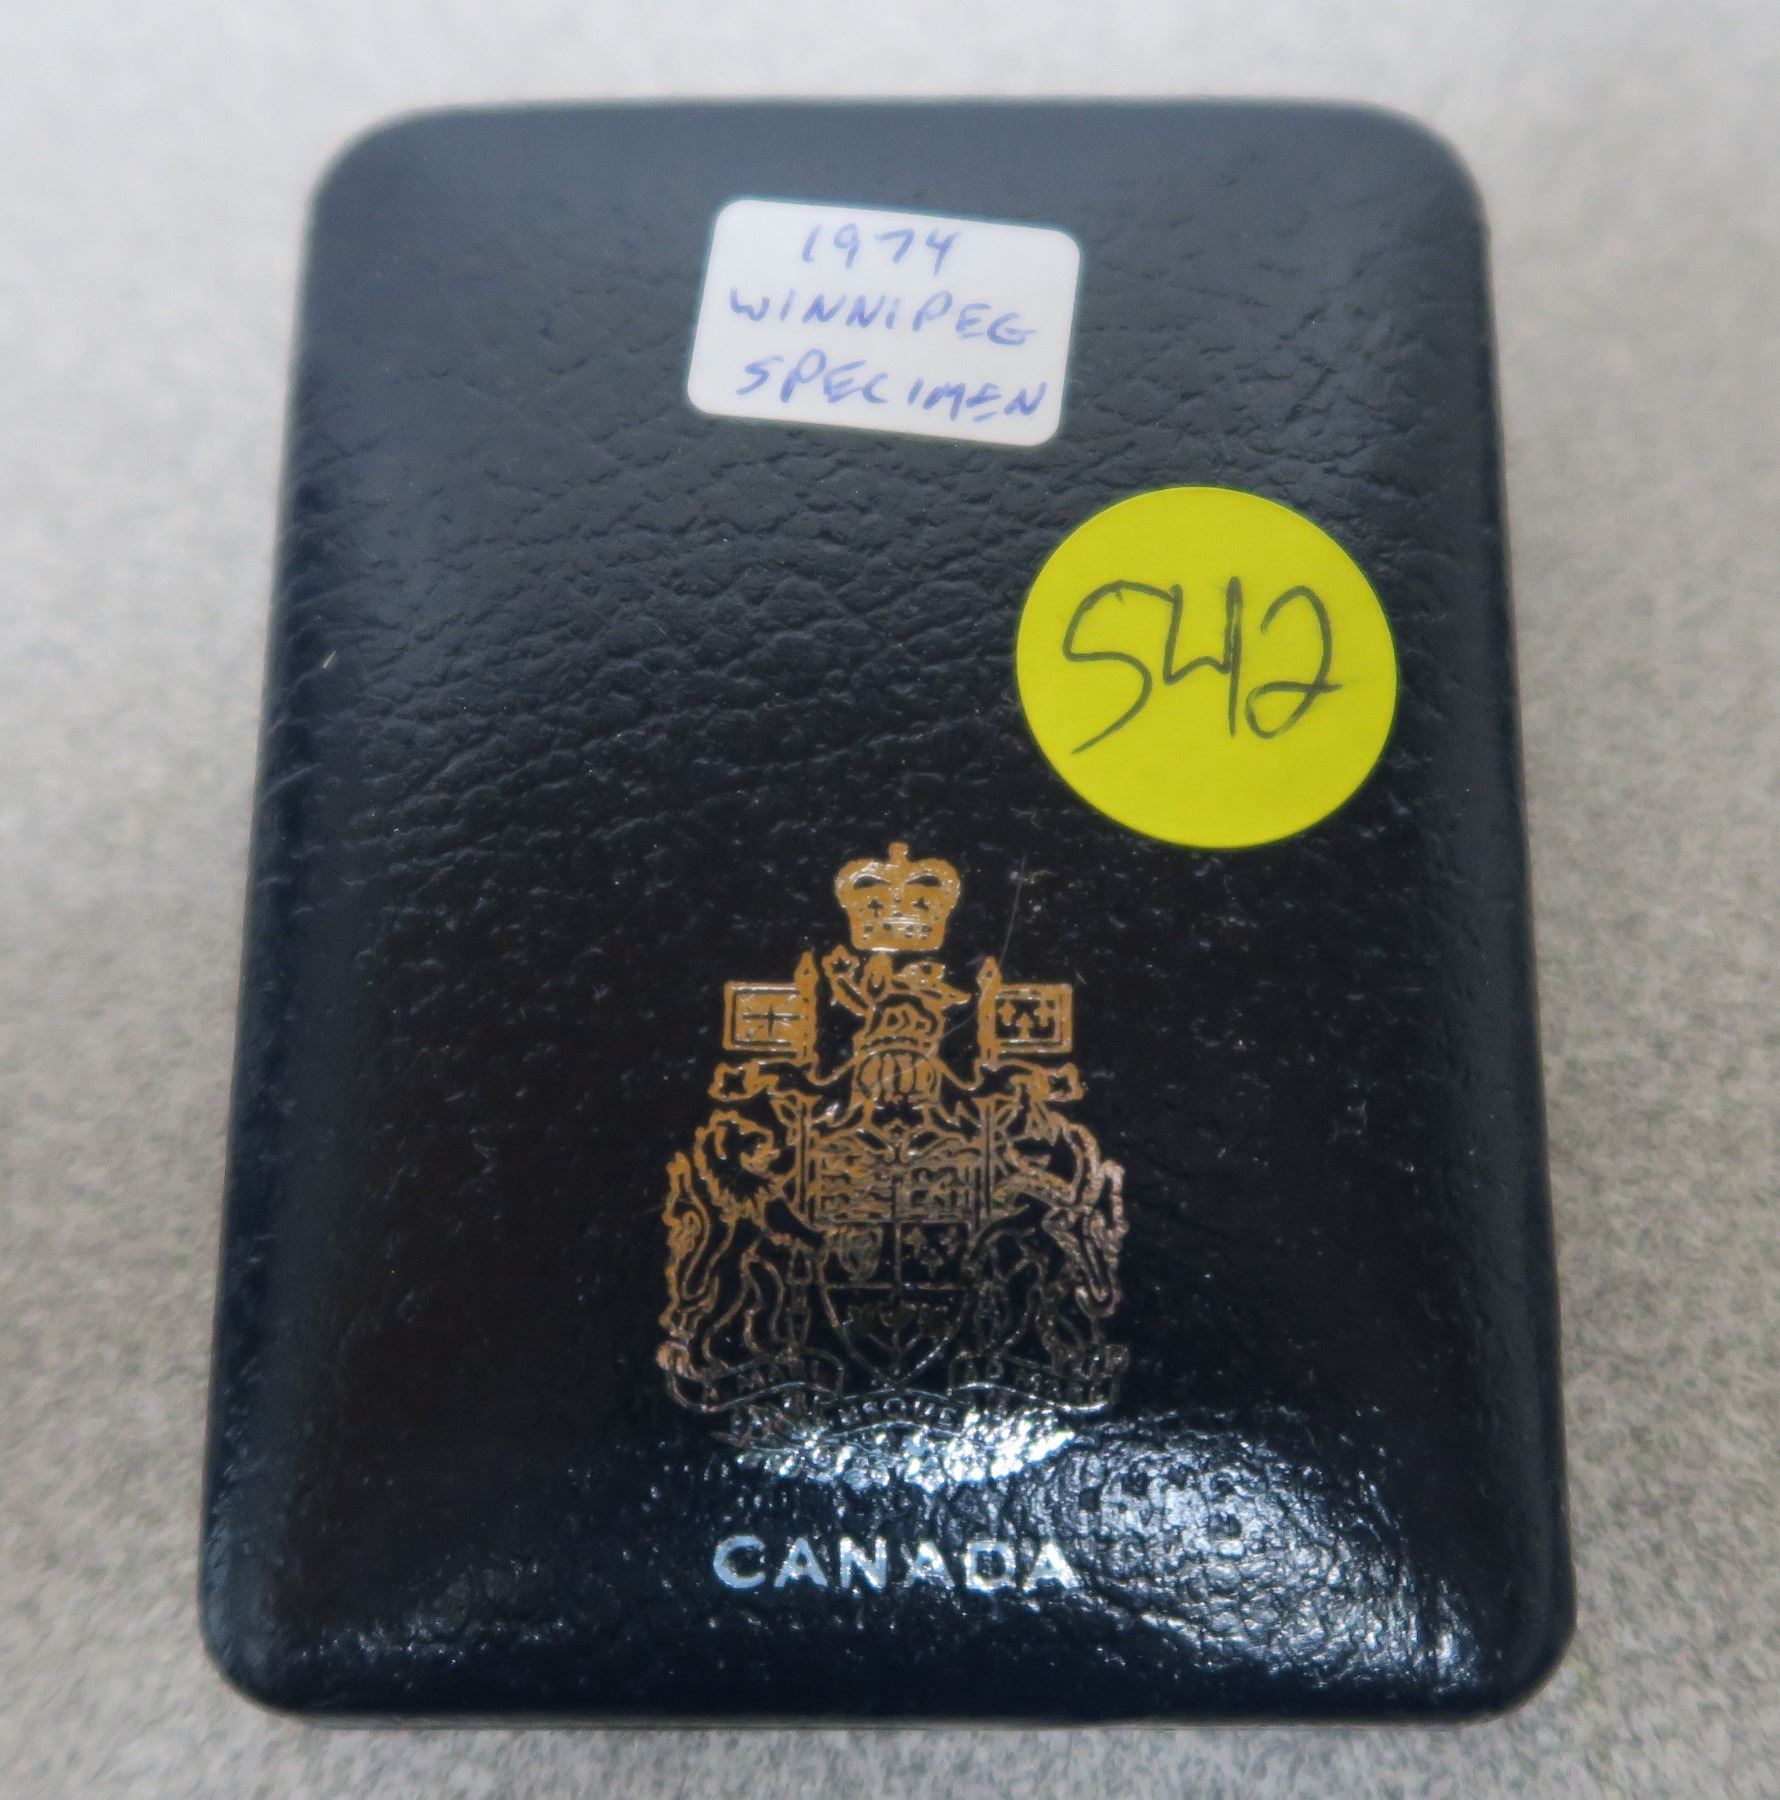 1974
WINNIPEG
SPECIMEN
542
CANADA